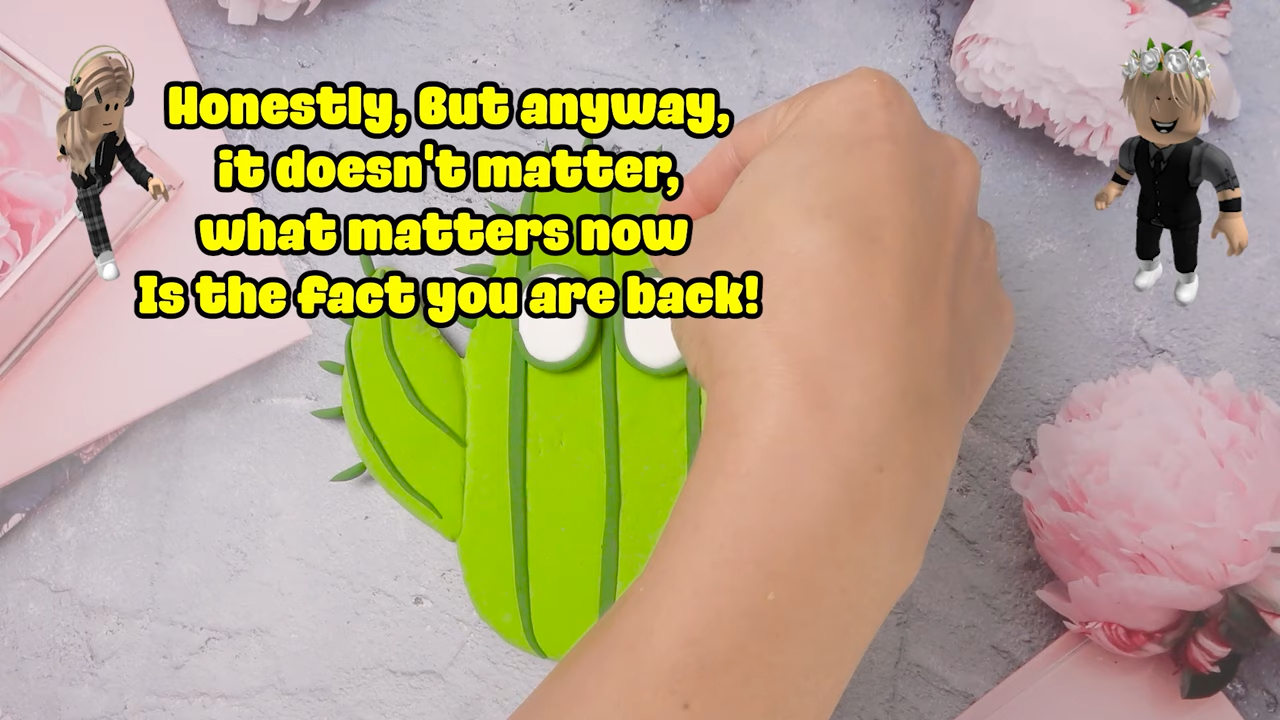 Honestly, But anyway,
it doesn't matter,
what matters now
Is the fact you are back!